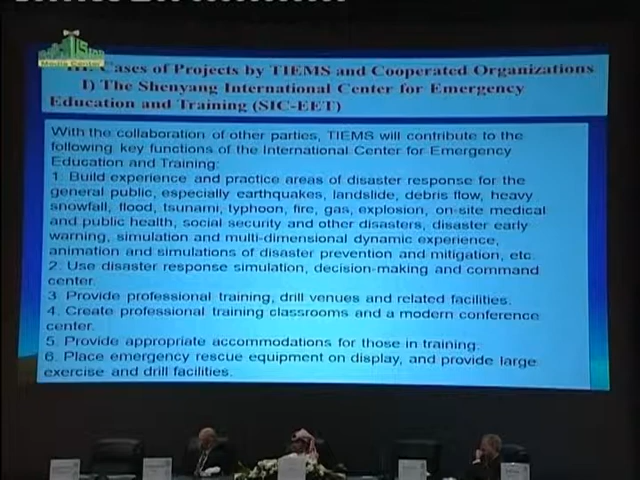 Media Center
III. Cases of Projects by TIEMS and Cooperated Organizations
I) The Shenyang International Center for Emergency
Education and Training (SIC-EET)
With the collaboration of other parties, TIEMS will contribute to the
following key functions of the International Center for Emergency
Education and Training:
1. Build experience and practice areas of disaster response for the
general public, especially earthquakes, landslide, debris flow, heavy
snowfall, flood, tsunami, typhoon, fire, gas, explosion, on-site medical
and public health, social security and other disasters, disaster early
warning, simulation and multi-dimensional dynamic experience,
animation and simulations of disaster prevention and mitigation, etc.
2. Use disaster response simulation, decision-making and command
center.
3. Provide professional training, drill venues and related facilities.
4. Create professional training classrooms and a modern conference
center.
5. Provide appropriate accommodations for those in training.
6. Place emergency rescue equipment on display, and provide large
exercise and drill facilities.